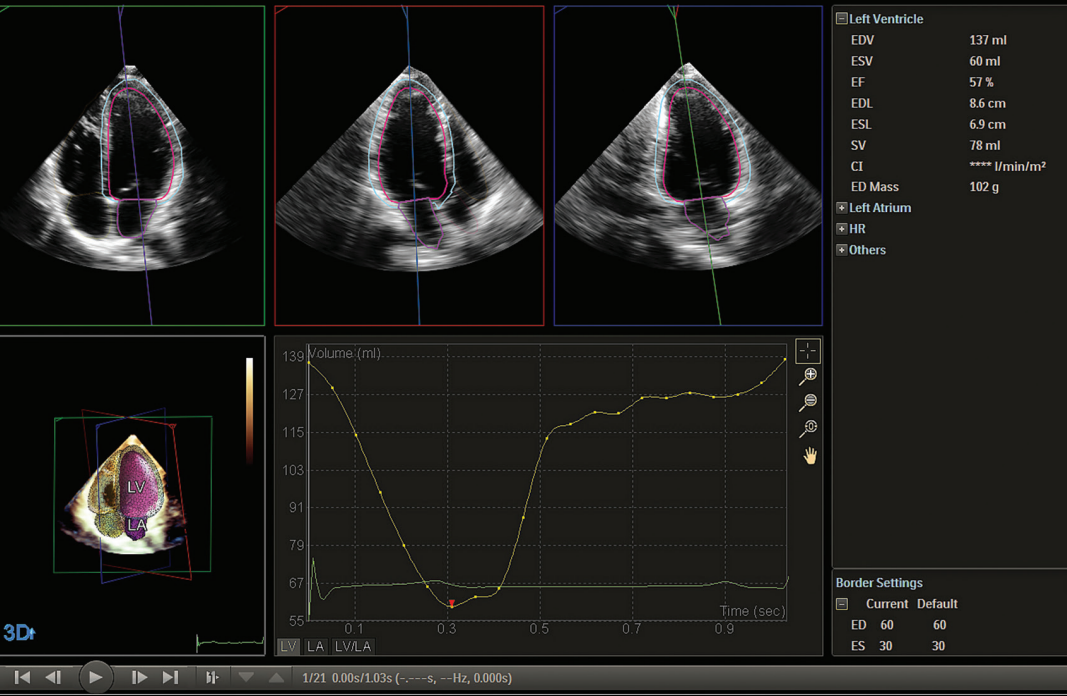 Left Ventricle
EDV 137 ml
ESV 60 ml
EF 57 %
EDL 8.6 cm
ESL 6.9 cm
SV 78 ml
CI **** l/min/m²
ED Mass 102 g
Left Atrium
HR
Others
LV
LA
3D
Volume (ml)
139
127
115
103
91
79
67
55
Time (sec)
0.1 0.3 0.5 0.7 0.9
LV LA LV/LA
Border Settings
Current Default
ED 60 60
ES 30 30
1/21 0.00s/1.03s (-.---s, --Hz, 0.000s)